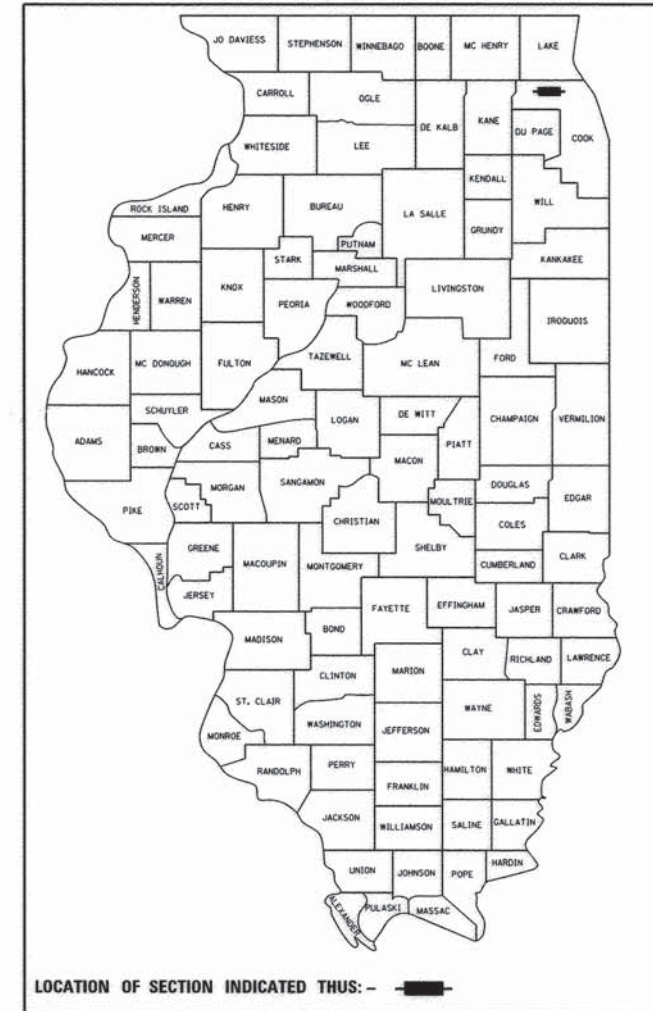 JO DAVIESS STEPHENSON WINNEBAGO BOONE MC HENRY LAKE
CARROLL OGLE DE KALB KANE DU PAGE COOK
WHITESIDE LEE KENDALL WILL
ROCK ISLAND HENRY BUREAU LA SALLE GRUNDY
MERCER STARK PUTNAM KANKAKEE
HENDERSON WARREN KNOX PEORIA MARSHALL WOODFORD LIVINGSTON IROQUOIS
HANCOCK MC DONOUGH FULTON TAZEWELL MC LEAN FORD
SCHUYLER MASON LOGAN DE WITT CHAMPAIGN VERMILION
ADAMS BROWN CASS MENARD MACON PIATT
PIKE SCOTT MORGAN SANGAMON CHRISTIAN MOULTRIE DOUGLAS EDGAR
COLES
CALHOUN GREENE MACOUPIN MONTGOMERY SHELBY CUMBERLAND CLARK
JERSEY FAYETTE EFFINGHAM JASPER CRAWFORD
MADISON BOND CLAY RICHLAND LAWRENCE
CLINTON MARION
ST. CLAIR WASHINGTON JEFFERSON WAYNE EDWARDS WABASH
MONROE
RANDOLPH PERRY FRANKLIN HAMILTON WHITE
JACKSON WILLIAMSON SALINE GALLATIN
UNION JOHNSON POPE HARDIN
ALEXANDER PULASKI MASSAC
LOCATION OF SECTION INDICATED THUS: –